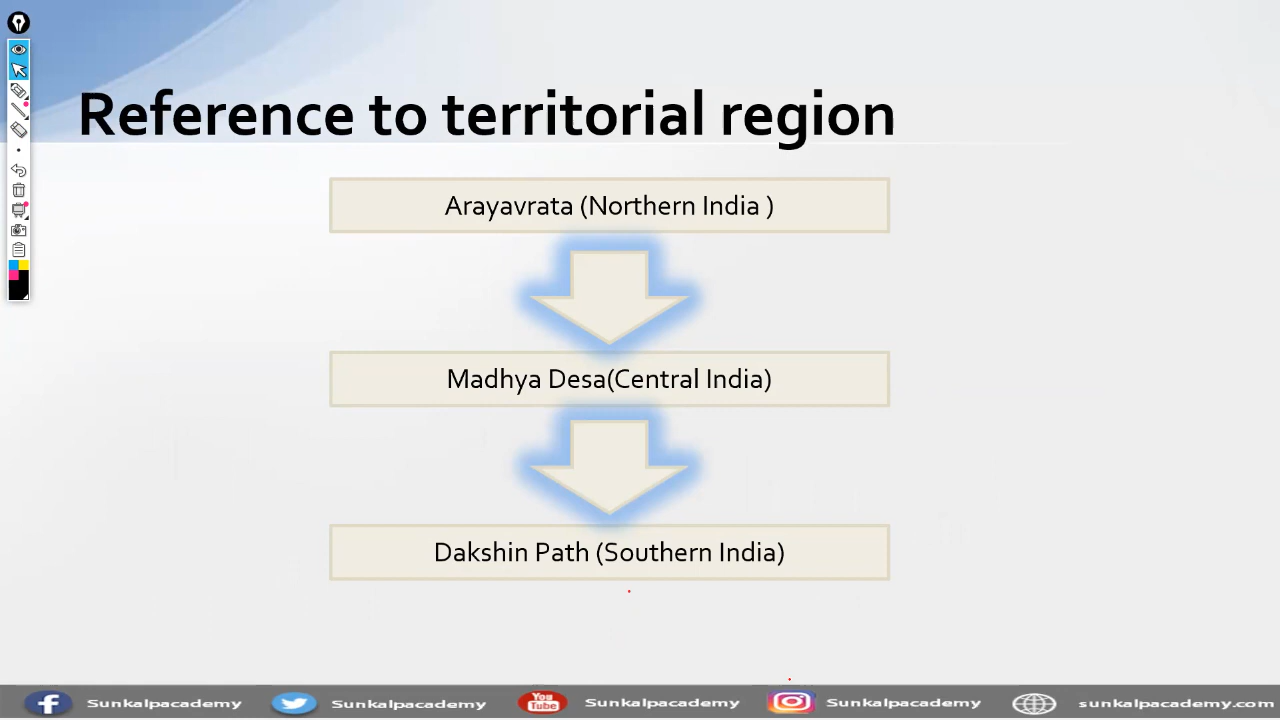 Reference to territorial region
Arayavrata (Northern India )
Madhya Desa(Central India)
Dakshin Path (Southern India)
Sunkalpacademy Sunkalpacademy You Tube Sunkalpacademy Sunkalpacademy sunkalpacademy.com